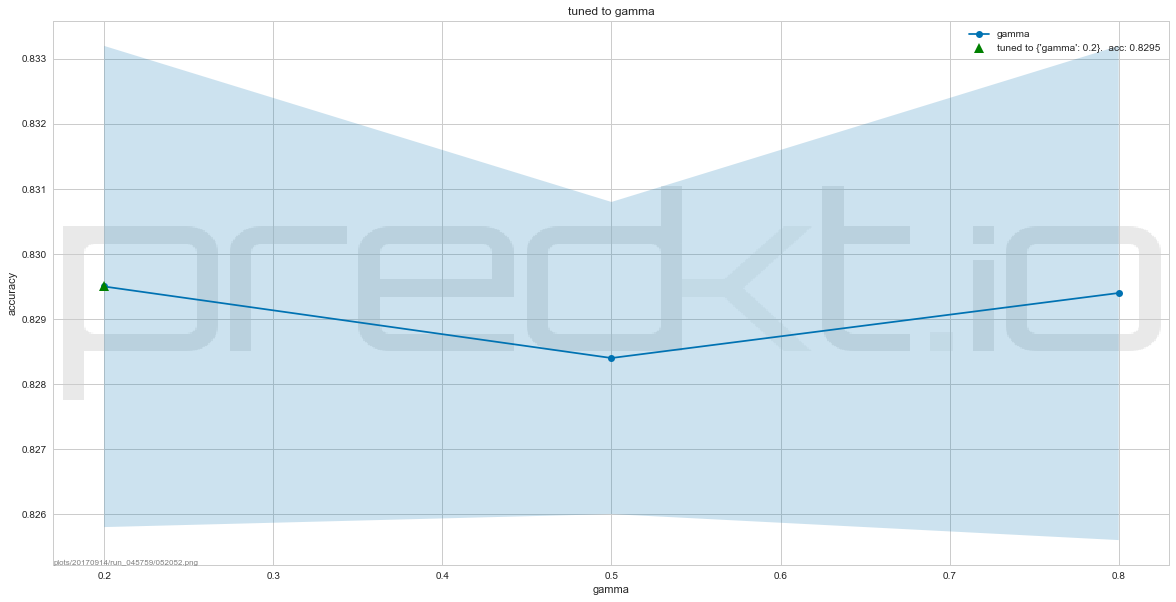 tuned to gamma
gamma
tuned to {'gamma': 0.2}. acc: 0.8295
0.833
0.832
0.831
0.830
0.829
0.828
0.827
0.826
accuracy
predkt.io
plots/20170914/run_045759/052052.png
0.2 0.3 0.4 0.5 0.6 0.7 0.8
gamma